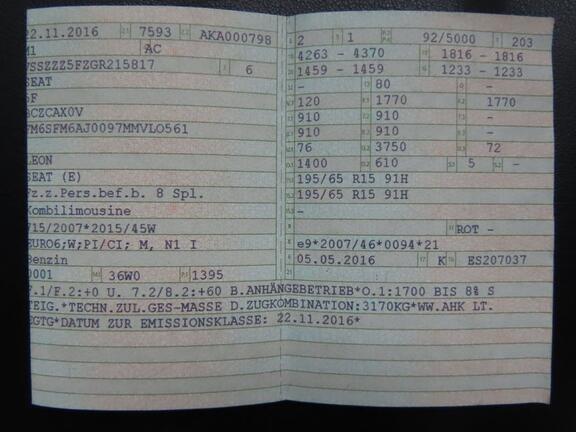 22.11.2016 7593 AKA000798
M1 AC
VSSZZZ5FZGR215817 6
SEAT
5F
ACZCAX0V
FM6SFM6AJ0097MMVLO561
LEON
SEAT (E)
Fz.z.Pers.bef.b. 8 Spl.
Kombilimousine
715/2007*2015/45W
EURO6;W;PI/CI; M, N1 I
Benzin
0001 36W0 1395
2 1 92/5000 203
4263 - 4370 1816 - 1816
1459 - 1459 1233 - 1233
- 80 -
120 1770 1770
910 910 -
910 910 -
76 3750 72
1400 610 5 -
195/65 R15 91H
195/65 R15 91H
-
ROT -
e9*2007/46*0094*21
05.05.2016 K ES207037
F.1/F.2:+0 U. 7.2/8.2:+60 B.ANHÄNGEBETRIEB*O.1:1700 BIS 8% S
TEIG.*TECHN.ZUL.GES-MASSE D.ZUGKOMBINATION:3170KG*WW.AHK LT.
EGTG*DATUM ZUR EMISSIONSKLASSE: 22.11.2016*